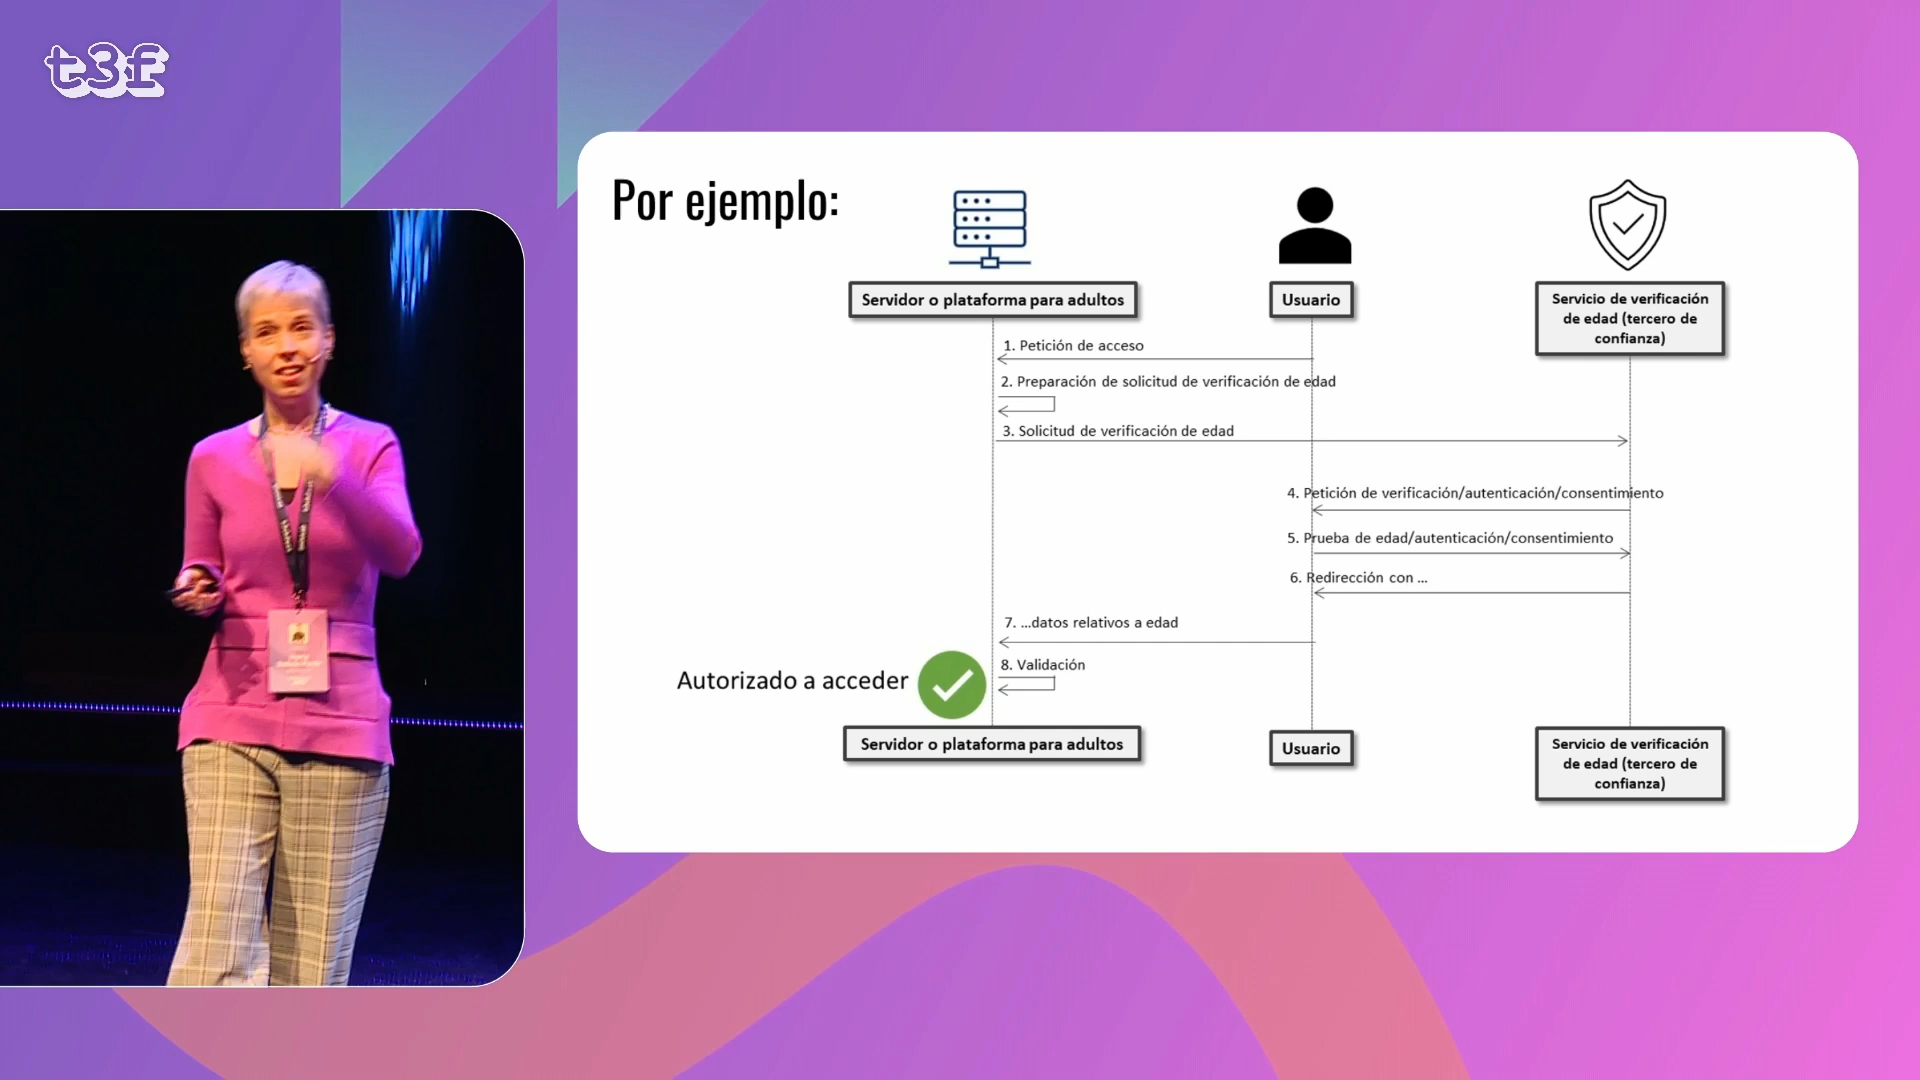 t3f
Por ejemplo:
Servidor o plataforma para adultos
Usuario
Servicio de verificación
de edad (tercero de
confianza)
1. Petición de acceso
2. Preparación de solicitud de verificación de edad
3. Solicitud de verificación de edad
4. Petición de verificación/autenticación/consentimiento
5. Prueba de edad/autenticación/consentimiento
6. Redirección con ...
7. ...datos relativos a edad
8. Validación
Autorizado a acceder
Servidor o plataforma para adultos
Usuario
Servicio de verificación
de edad (tercero de
confianza)